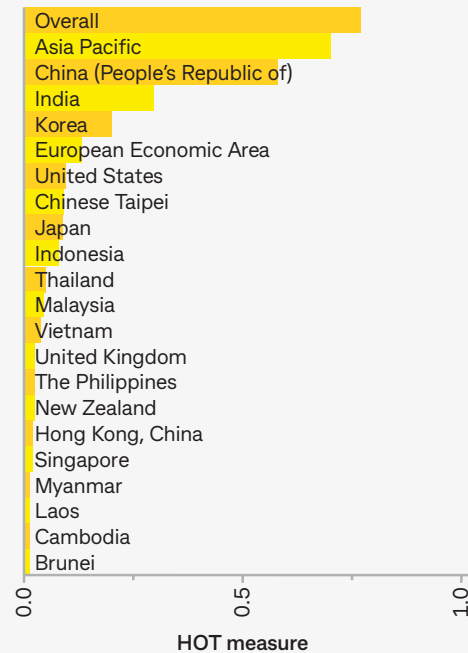 Overall
Asia Pacific
China (People’s Republic of)
India
Korea
European Economic Area
United States
Chinese Taipei
Japan
Indonesia
Thailand
Malaysia
Vietnam
United Kingdom
The Philippines
New Zealand
Hong Kong, China
Singapore
Myanmar
Laos
Cambodia
Brunei
0.0 0.5 1.0
HOT measure